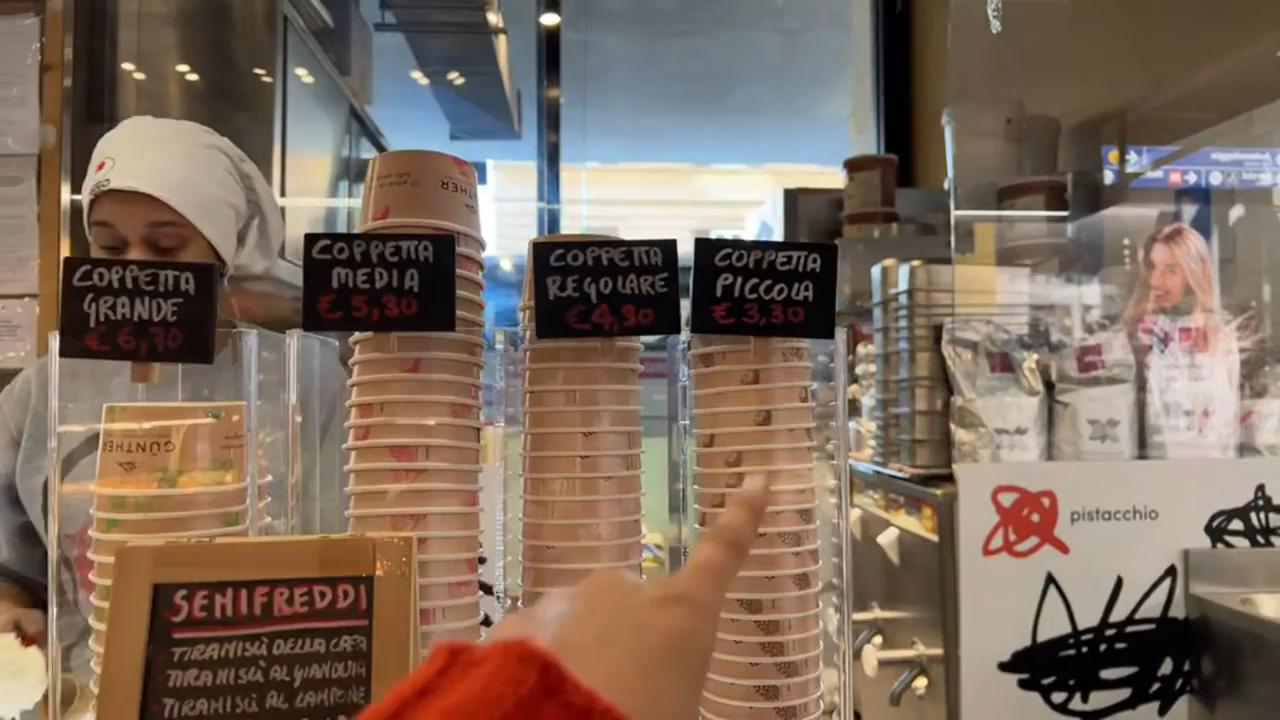 COPPETTA
GRANDE
€ 6,70
COPPETTA
MEDIA
€ 5,30
COPPETTA
REGOLARE
€ 4,30
COPPETTA
PICCOLA
€ 3,30
GÜNTHER
SEMIFREDDI
TIRAMISÙ DELLA CASA
TIRAMISÙ AL GIANDUIA
TIRAMISÙ AL LAMPONE
pistacchio